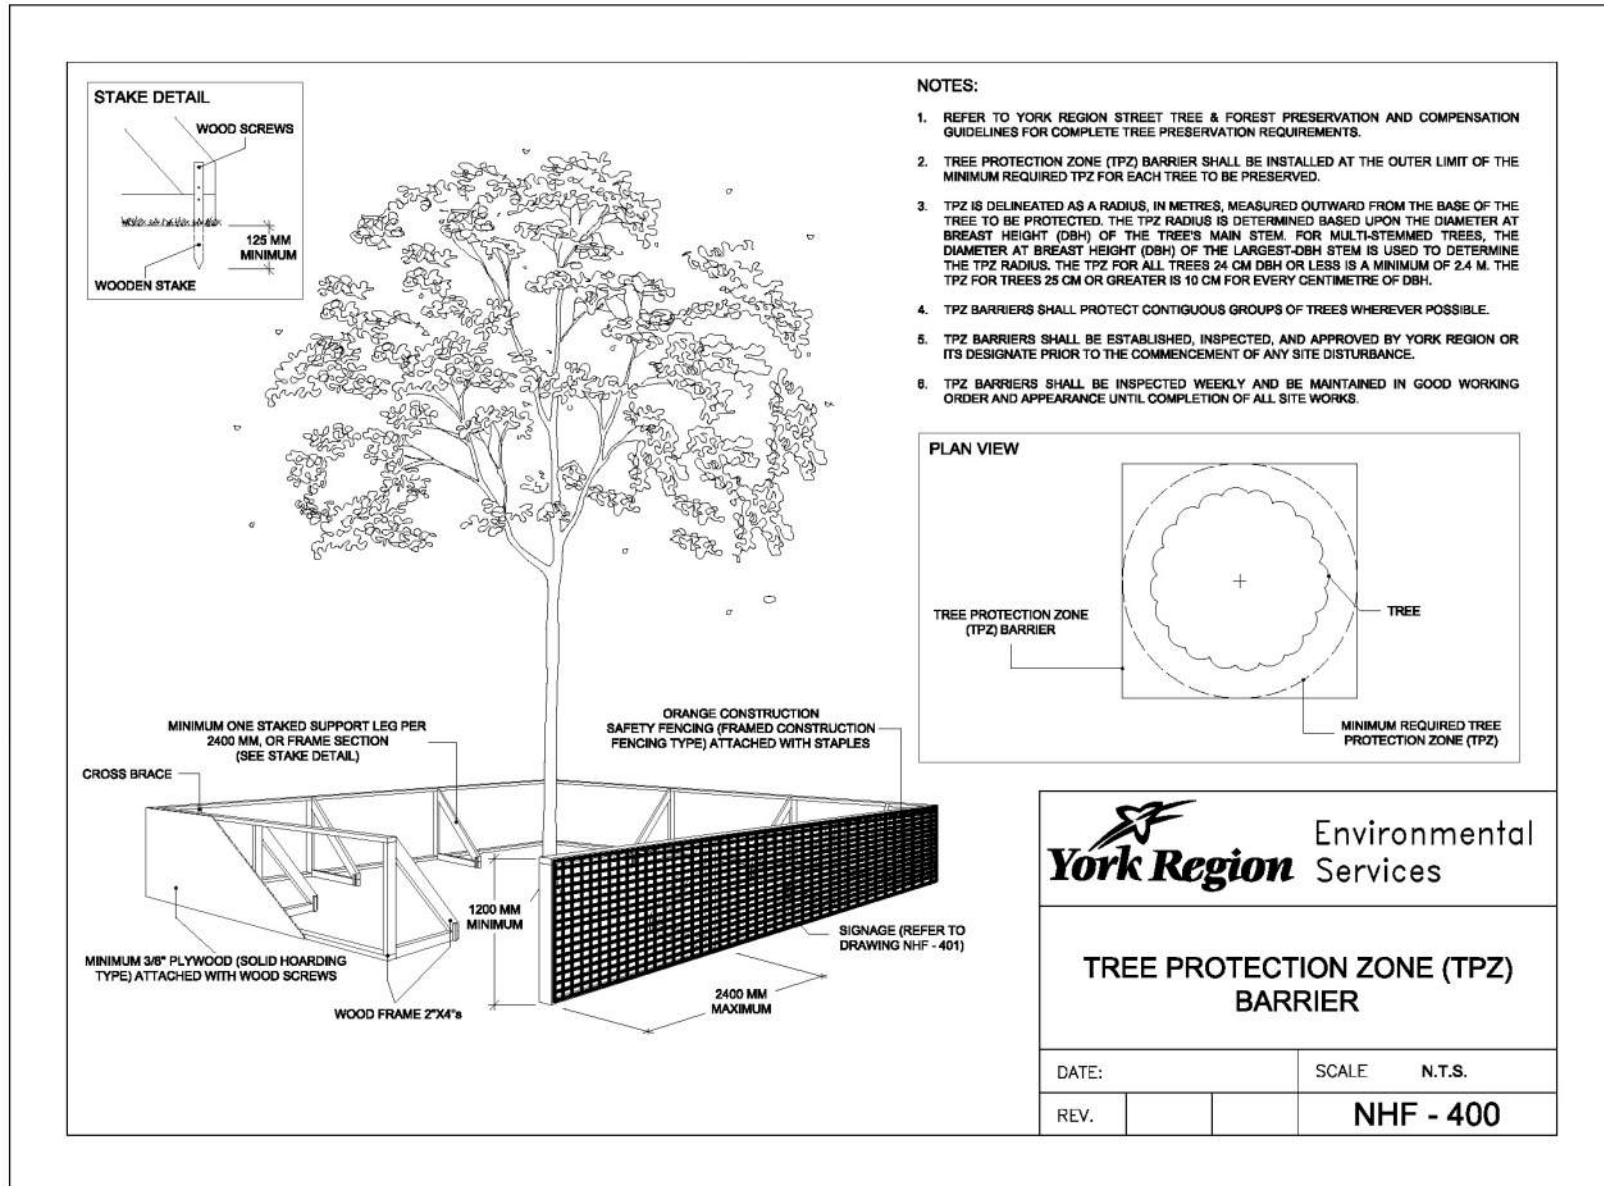 STAKE DETAIL
WOOD SCREWS
125 MM
MINIMUM
WOODEN STAKE
NOTES:
1. REFER TO YORK REGION STREET TREE & FOREST PRESERVATION AND COMPENSATION
GUIDELINES FOR COMPLETE TREE PRESERVATION REQUIREMENTS.
2. TREE PROTECTION ZONE (TPZ) BARRIER SHALL BE INSTALLED AT THE OUTER LIMIT OF THE
MINIMUM REQUIRED TPZ FOR EACH TREE TO BE PRESERVED.
3. TPZ IS DELINEATED AS A RADIUS, IN METRES, MEASURED OUTWARD FROM THE BASE OF THE
TREE TO BE PROTECTED. THE TPZ RADIUS IS DETERMINED BASED UPON THE DIAMETER AT
BREAST HEIGHT (DBH) OF THE TREE'S MAIN STEM. FOR MULTI-STEMMED TREES, THE
DIAMETER AT BREAST HEIGHT (DBH) OF THE LARGEST-DBH STEM IS USED TO DETERMINE
THE TPZ RADIUS. THE TPZ FOR ALL TREES 24 CM DBH OR LESS IS A MINIMUM OF 2.4 M. THE
TPZ FOR TREES 25 CM OR GREATER IS 10 CM FOR EVERY CENTIMETRE OF DBH.
4. TPZ BARRIERS SHALL PROTECT CONTIGUOUS GROUPS OF TREES WHEREVER POSSIBLE.
5. TPZ BARRIERS SHALL BE ESTABLISHED, INSPECTED, AND APPROVED BY YORK REGION OR
ITS DESIGNATE PRIOR TO THE COMMENCEMENT OF ANY SITE DISTURBANCE.
6. TPZ BARRIERS SHALL BE INSPECTED WEEKLY AND BE MAINTAINED IN GOOD WORKING
ORDER AND APPEARANCE UNTIL COMPLETION OF ALL SITE WORKS.
PLAN VIEW
TREE PROTECTION ZONE
(TPZ) BARRIER
TREE
MINIMUM REQUIRED TREE
PROTECTION ZONE (TPZ)
MINIMUM ONE STAKED SUPPORT LEG PER
2400 MM, OR FRAME SECTION
(SEE STAKE DETAIL)
ORANGE CONSTRUCTION
SAFETY FENCING (FRAMED CONSTRUCTION
FENCING TYPE) ATTACHED WITH STAPLES
CROSS BRACE
1200 MM
MINIMUM
SIGNAGE (REFER TO
DRAWING NHF - 401)
MINIMUM 3/8" PLYWOOD (SOLID HOARDING
TYPE) ATTACHED WITH WOOD SCREWS
2400 MM
MAXIMUM
WOOD FRAME 2"X4"s
York Region
Environmental
Services
TREE PROTECTION ZONE (TPZ)
BARRIER
DATE:
SCALE N.T.S.
REV.
NHF - 400